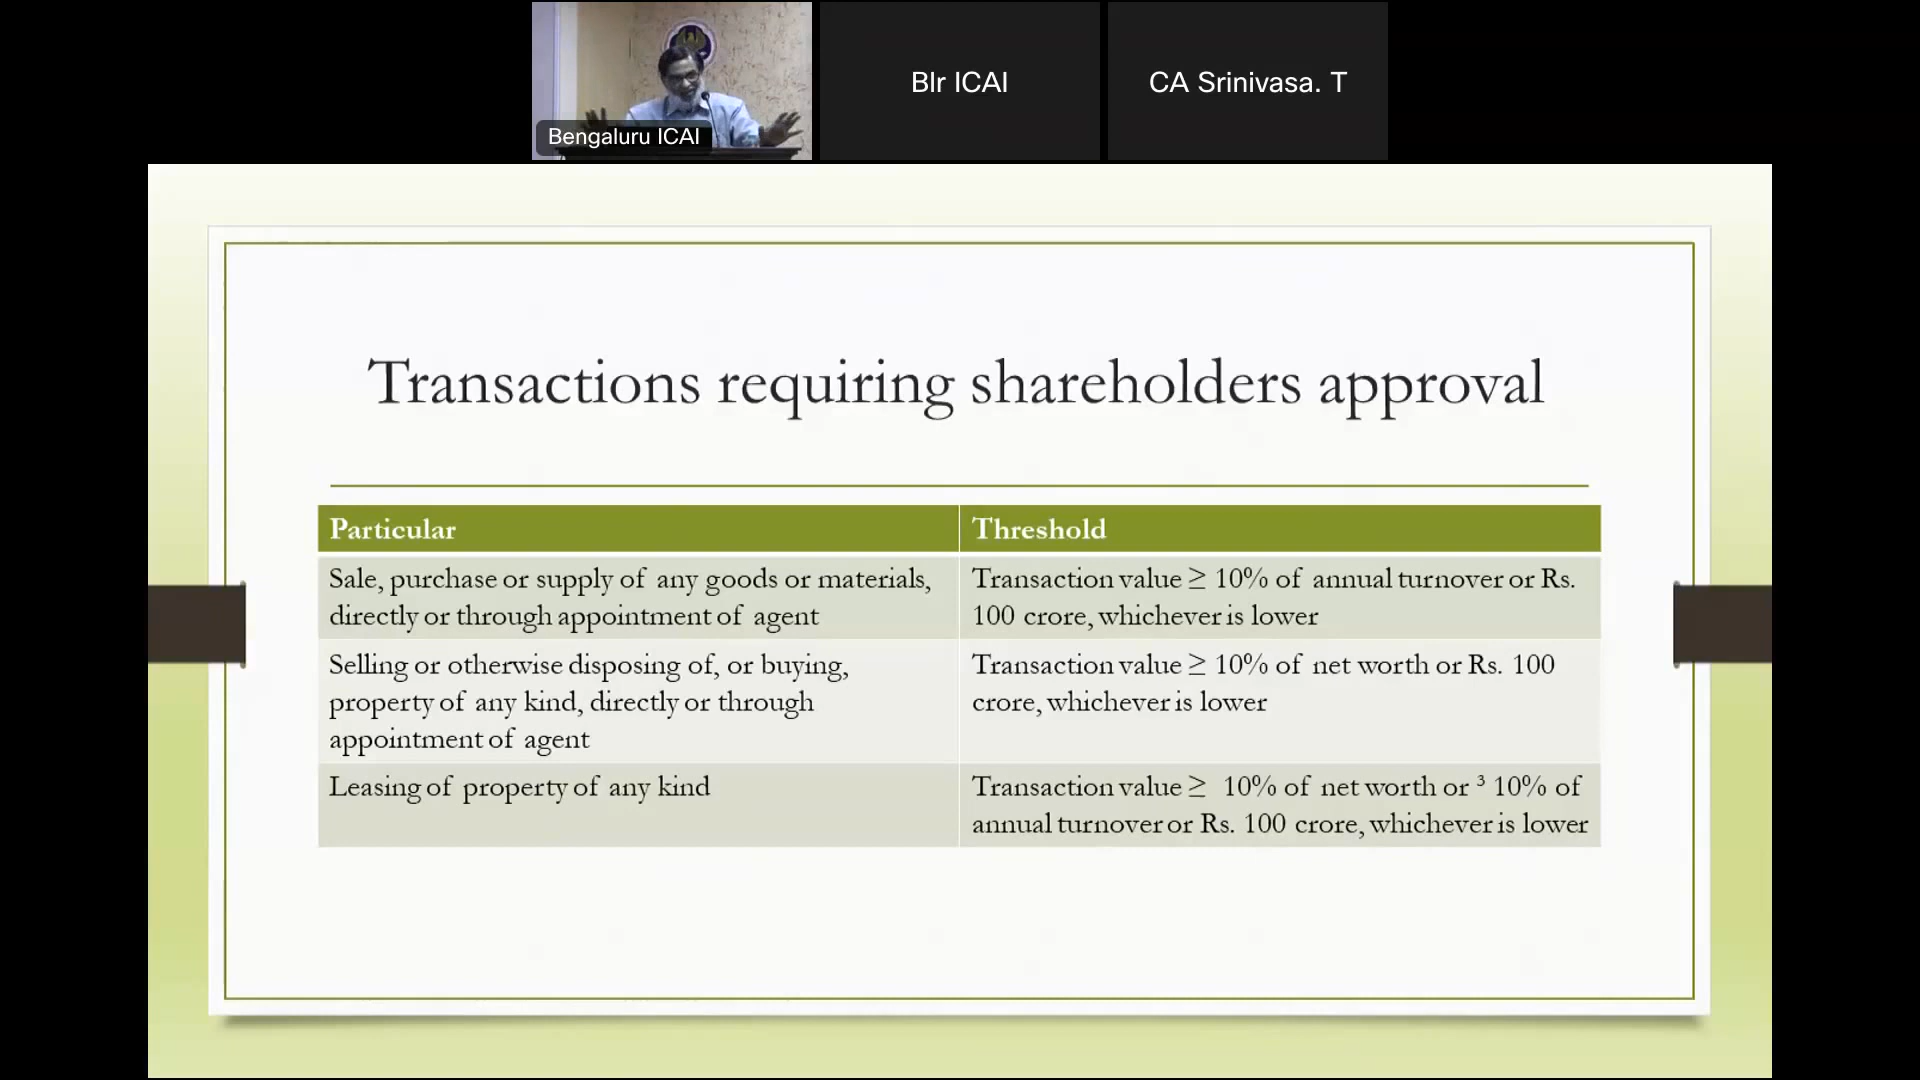 Bengaluru ICAI
Blr ICAI
CA Srinivasa. T
Transactions requiring shareholders approval
Particular
Threshold
Sale, purchase or supply of any goods or materials,
directly or through appointment of agent
Transaction value ≥ 10% of annual turnover or Rs.
100 crore, whichever is lower
Selling or otherwise disposing of, or buying,
property of any kind, directly or through
appointment of agent
Transaction value ≥ 10% of net worth or Rs. 100
crore, whichever is lower
Leasing of property of any kind
Transaction value ≥ 10% of net worth or ³ 10% of
annual turnover or Rs. 100 crore, whichever is lower